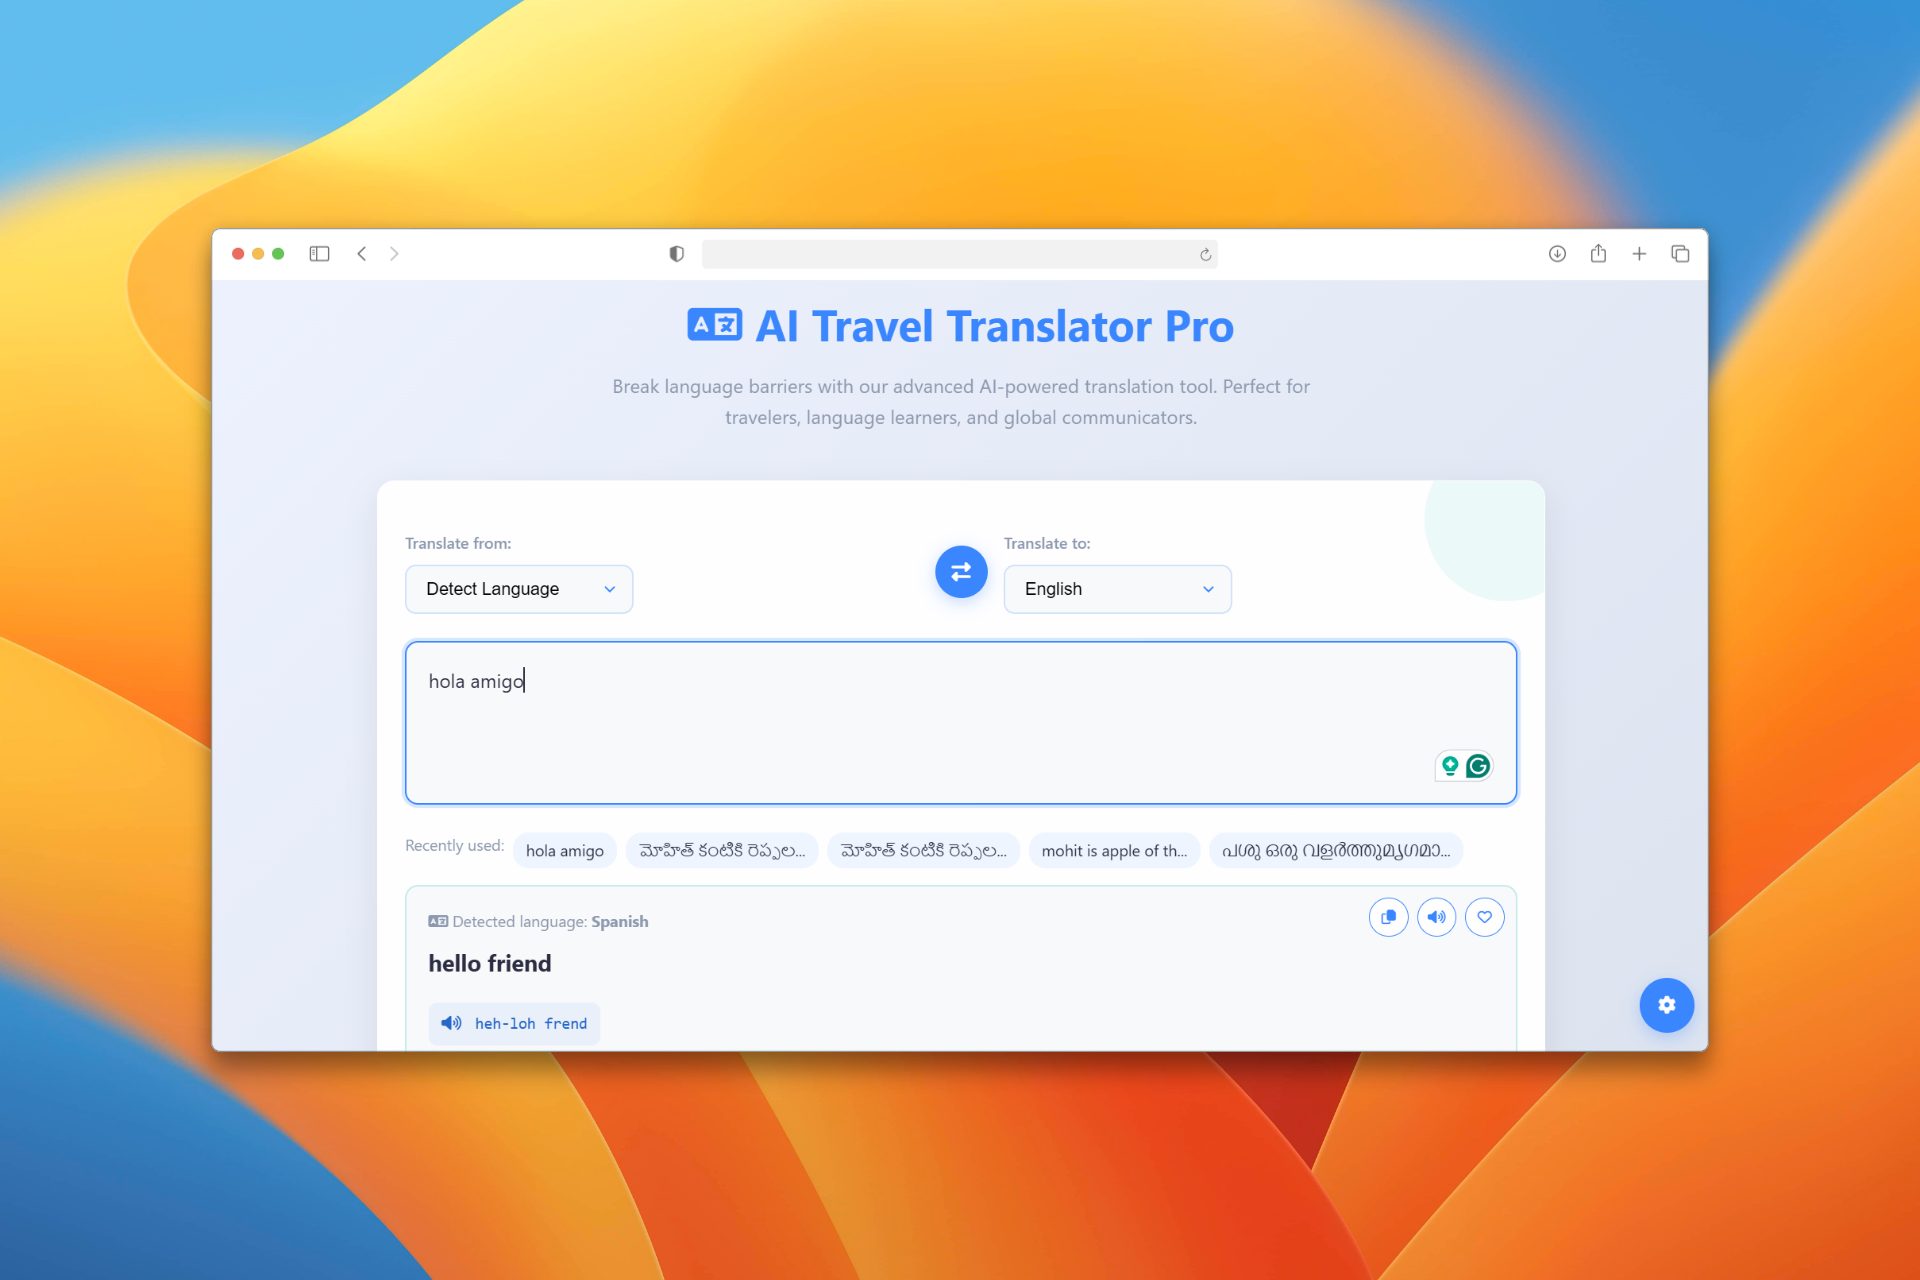 AI Travel Translator Pro
Break language barriers with our advanced AI-powered translation tool. Perfect for
travelers, language learners, and global communicators.
Translate from:
Translate to:
Detect Language
English
hola amigo
Recently used:
hola amigo
మోహిత్ కంటికి రెప్పల...
మోహిత్ కంటికి రెప్పల...
mohit is apple of th...
പശു ഒരു വളർത്തുമൃഗമാ...
Detected language: Spanish
hello friend
heh-loh frend